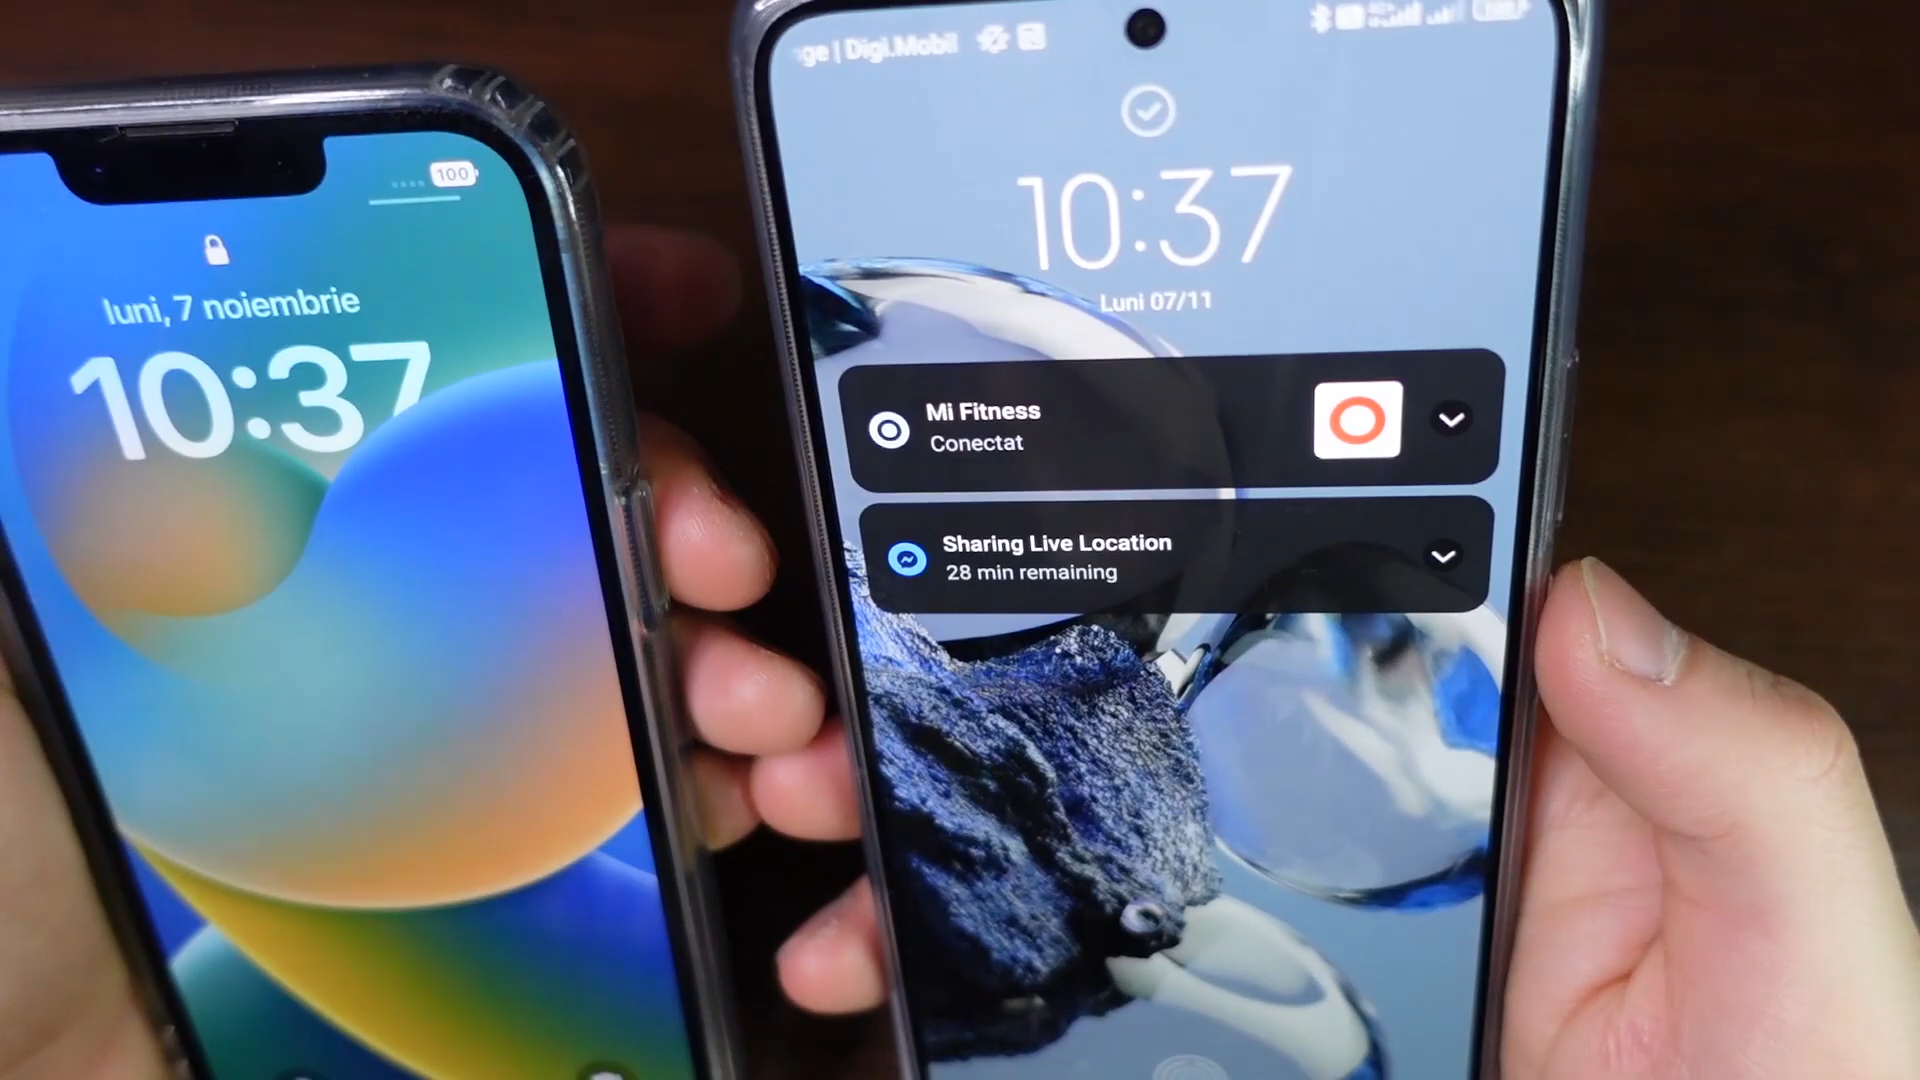 100
luni, 7 noiembrie
10:37
ge | Digi.Mobil
100
10:37
Luni 07/11
Mi Fitness
Conectat
Sharing Live Location
28 min remaining